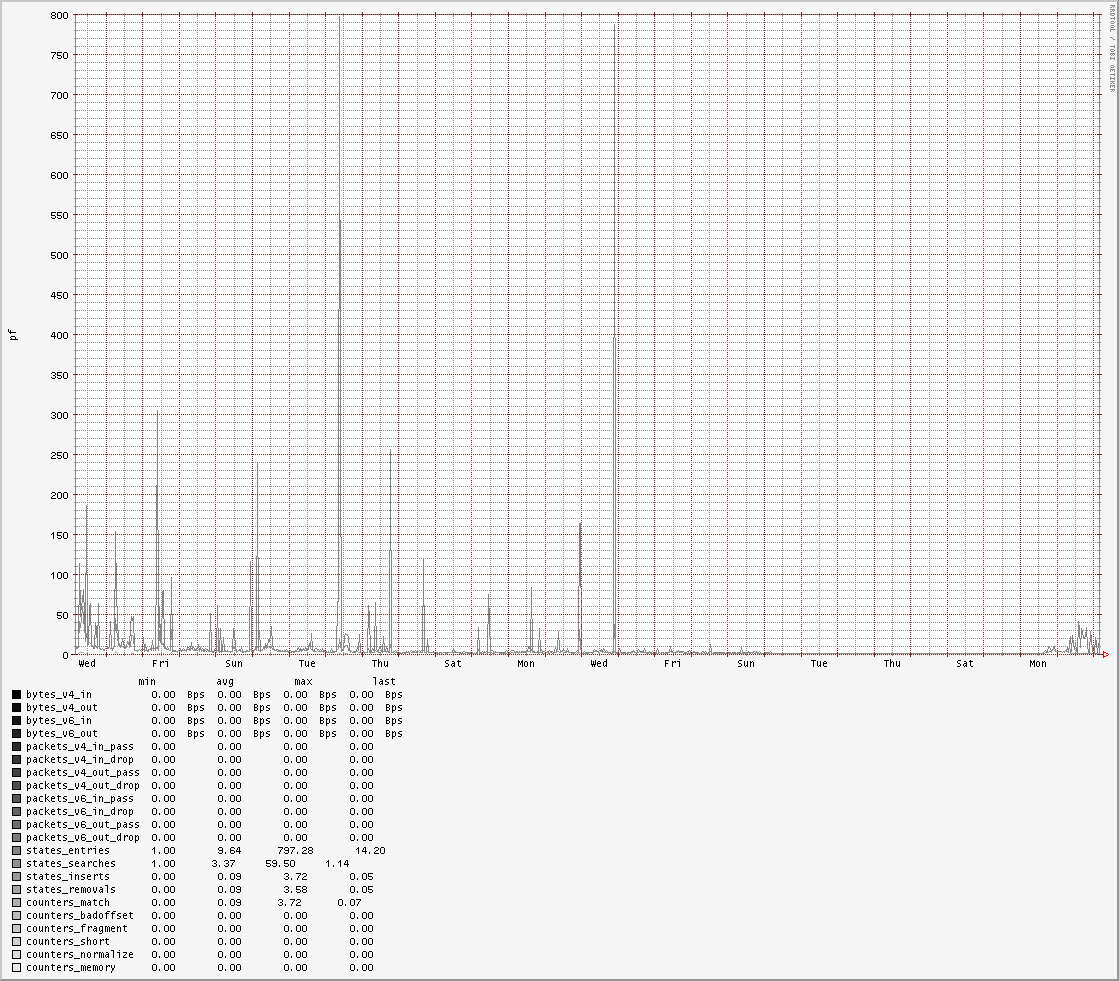 RRDTOOL / TOBI OETIKER
800
750
700
650
600
550
500
450
400
350
300
250
200
150
100
50
0
pf
Wed Fri Sun Tue Thu Sat Mon Wed Fri Sun Tue Thu Sat Mon
min avg max last
bytes_v4_in 0.00 Bps 0.00 Bps 0.00 Bps 0.00 Bps
bytes_v4_out 0.00 Bps 0.00 Bps 0.00 Bps 0.00 Bps
bytes_v6_in 0.00 Bps 0.00 Bps 0.00 Bps 0.00 Bps
bytes_v6_out 0.00 Bps 0.00 Bps 0.00 Bps 0.00 Bps
packets_v4_in_pass 0.00 0.00 0.00 0.00
packets_v4_in_drop 0.00 0.00 0.00 0.00
packets_v4_out_pass 0.00 0.00 0.00 0.00
packets_v4_out_drop 0.00 0.00 0.00 0.00
packets_v6_in_pass 0.00 0.00 0.00 0.00
packets_v6_in_drop 0.00 0.00 0.00 0.00
packets_v6_out_pass 0.00 0.00 0.00 0.00
packets_v6_out_drop 0.00 0.00 0.00 0.00
states_entries 1.00 9.64 797.28 14.20
states_searches 1.00 3.37 59.50 1.14
states_inserts 0.00 0.09 3.72 0.05
states_removals 0.00 0.09 3.58 0.05
counters_match 0.00 0.09 3.72 0.07
counters_badoffset 0.00 0.00 0.00 0.00
counters_fragment 0.00 0.00 0.00 0.00
counters_short 0.00 0.00 0.00 0.00
counters_normalize 0.00 0.00 0.00 0.00
counters_memory 0.00 0.00 0.00 0.00